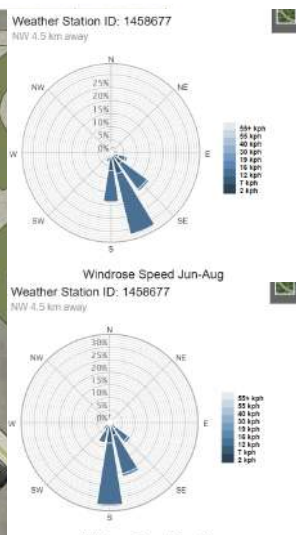 Weather Station ID: 1458677
NW 4.5 km away
N
NW
NE
25%
20%
15%
10%
5%
0%
W
E
55+ kph
55 kph
40 kph
30 kph
19 kph
16 kph
12 kph
7 kph
2 kph
SW
SE
S
Windrose Speed Jun-Aug
Weather Station ID: 1458677
NW 4.5 km away
N
NW
NE
30%
20%
15%
10%
0%
W
E
55+ kph
55 kph
40 kph
30 kph
19 kph
16 kph
12 kph
7 kph
2 kph
SW
SE
S